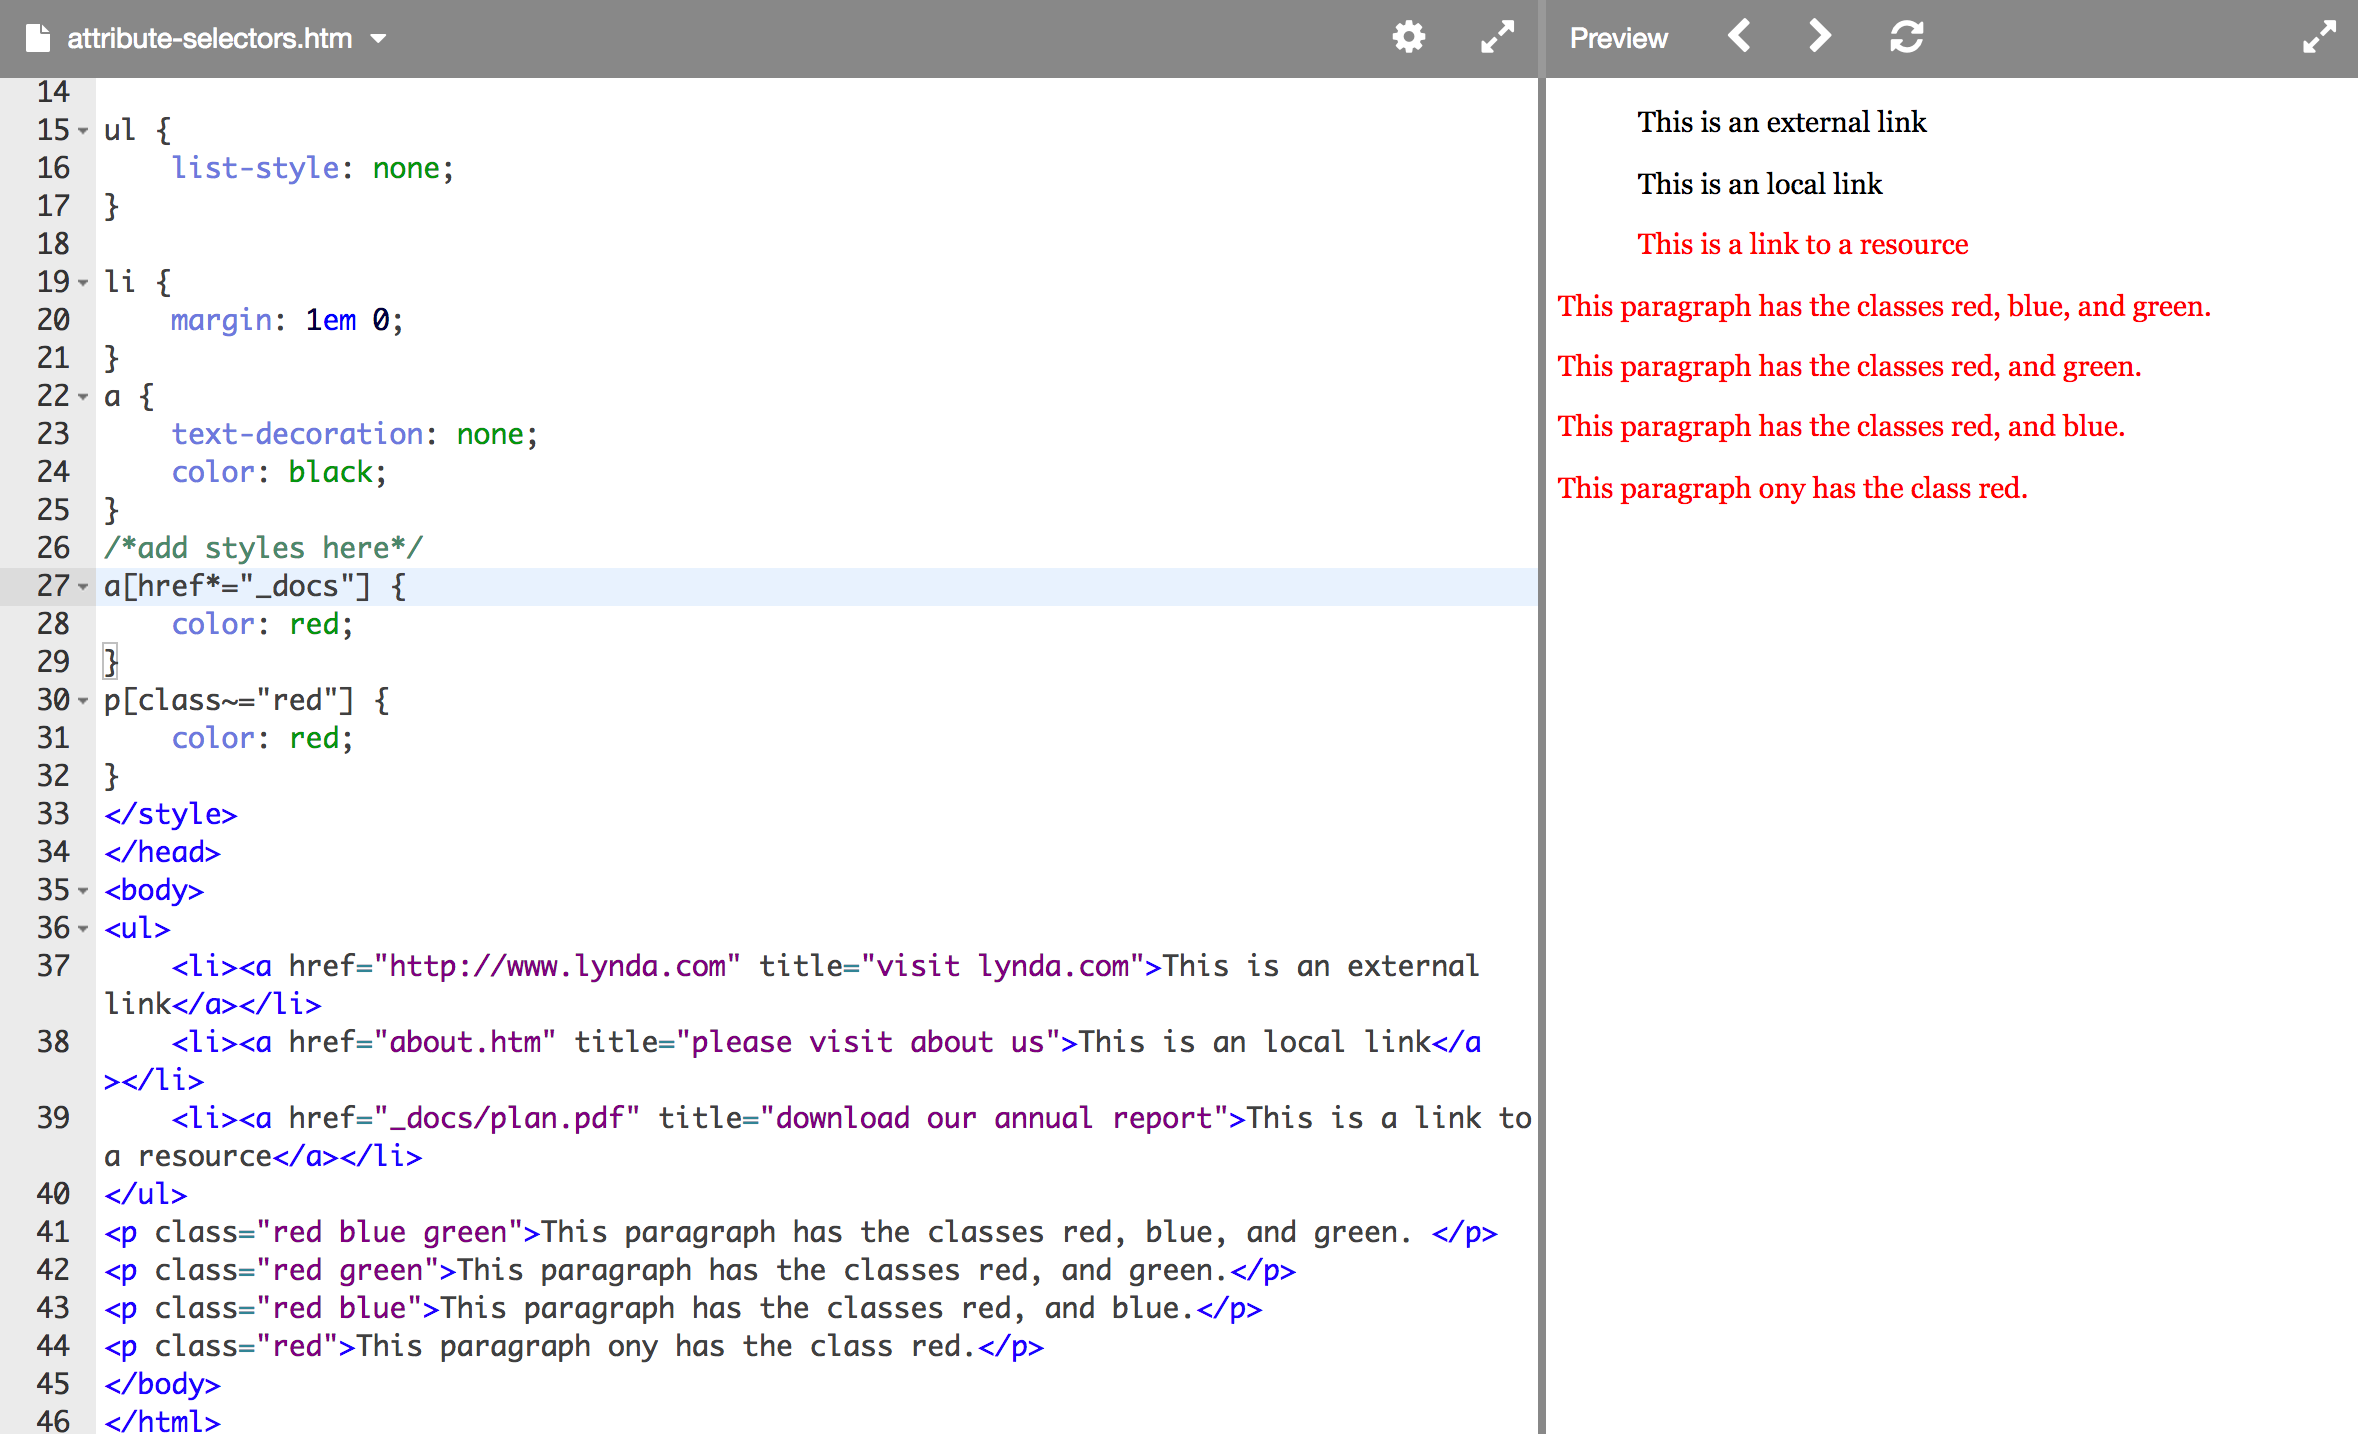 attribute-selectors.htm
Preview
14
15 ul {
16     list-style: none;
17 }
18
19 li {
20     margin: 1em 0;
21 }
22 a {
23     text-decoration: none;
24     color: black;
25 }
26 /*add styles here*/
27 a[href*="_docs"] {
28     color: red;
29 }
30 p[class~="red"] {
31     color: red;
32 }
33 </style>
34 </head>
35 <body>
36 <ul>
37     <li><a href="http://www.lynda.com" title="visit lynda.com">This is an external
link</a></li>
38     <li><a href="about.htm" title="please visit about us">This is an local link</a
></li>
39     <li><a href="_docs/plan.pdf" title="download our annual report">This is a link to
a resource</a></li>
40 </ul>
41 <p class="red blue green">This paragraph has the classes red, blue, and green. </p>
42 <p class="red green">This paragraph has the classes red, and green.</p>
43 <p class="red blue">This paragraph has the classes red, and blue.</p>
44 <p class="red">This paragraph ony has the class red.</p>
45 </body>
46 </html>
This is an external link
This is an local link
This is a link to a resource
This paragraph has the classes red, blue, and green.
This paragraph has the classes red, and green.
This paragraph has the classes red, and blue.
This paragraph ony has the class red.